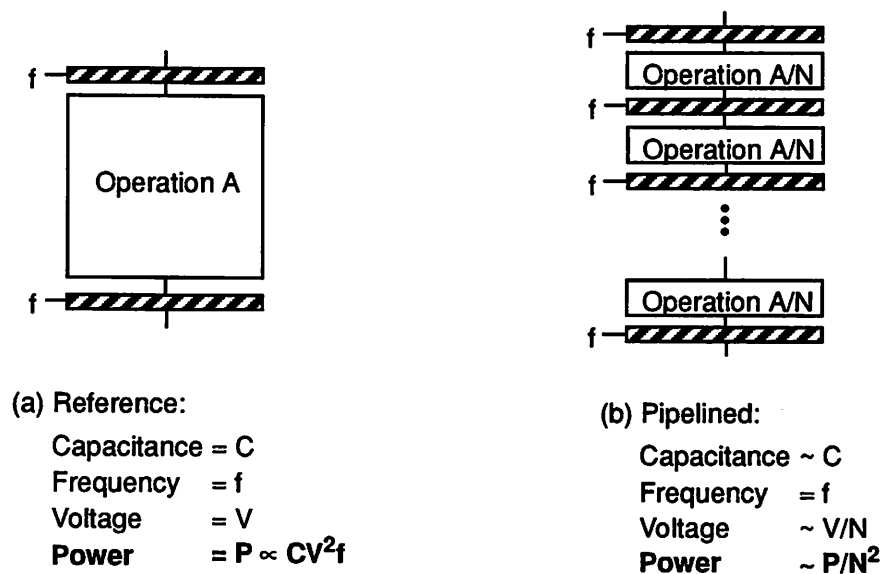 f
Operation A
f
(a) Reference:
Capacitance = C
Frequency = f
Voltage = V
Power = P ∝ CV²f
f
Operation A/N
f
Operation A/N
f
Operation A/N
f
(b) Pipelined:
Capacitance ~ C
Frequency = f
Voltage ~ V/N
Power ~ P/N²